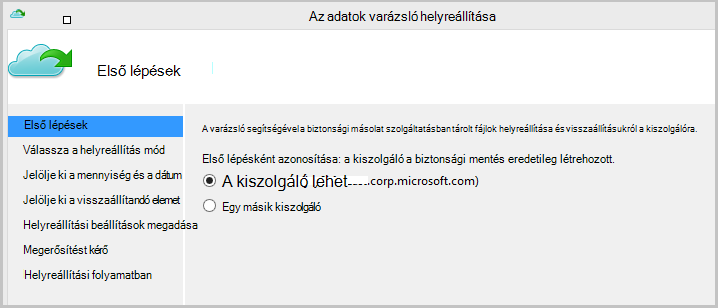 Az adatok varázsló helyreállítása
Első lépések
Első lépések
Válassza a helyreállítás mód
Jelölje ki a mennyiség és a dátum
Jelölje ki a visszaállítandó elemet
Helyreállítási beállítások megadása
Megerősítést kérő
Helyreállítási folyamatban
A varázsló segítségével a biztonsági másolat szolgáltatásban tárolt fájlok helyreállítása és visszaállításukról a kiszolgálóra.
Első lépésként azonosítása: a kiszolgáló a biztonsági mentés eredetileg létrehozott.
A kiszolgáló lehet corp.microsoft.com)
Egy másik kiszolgáló